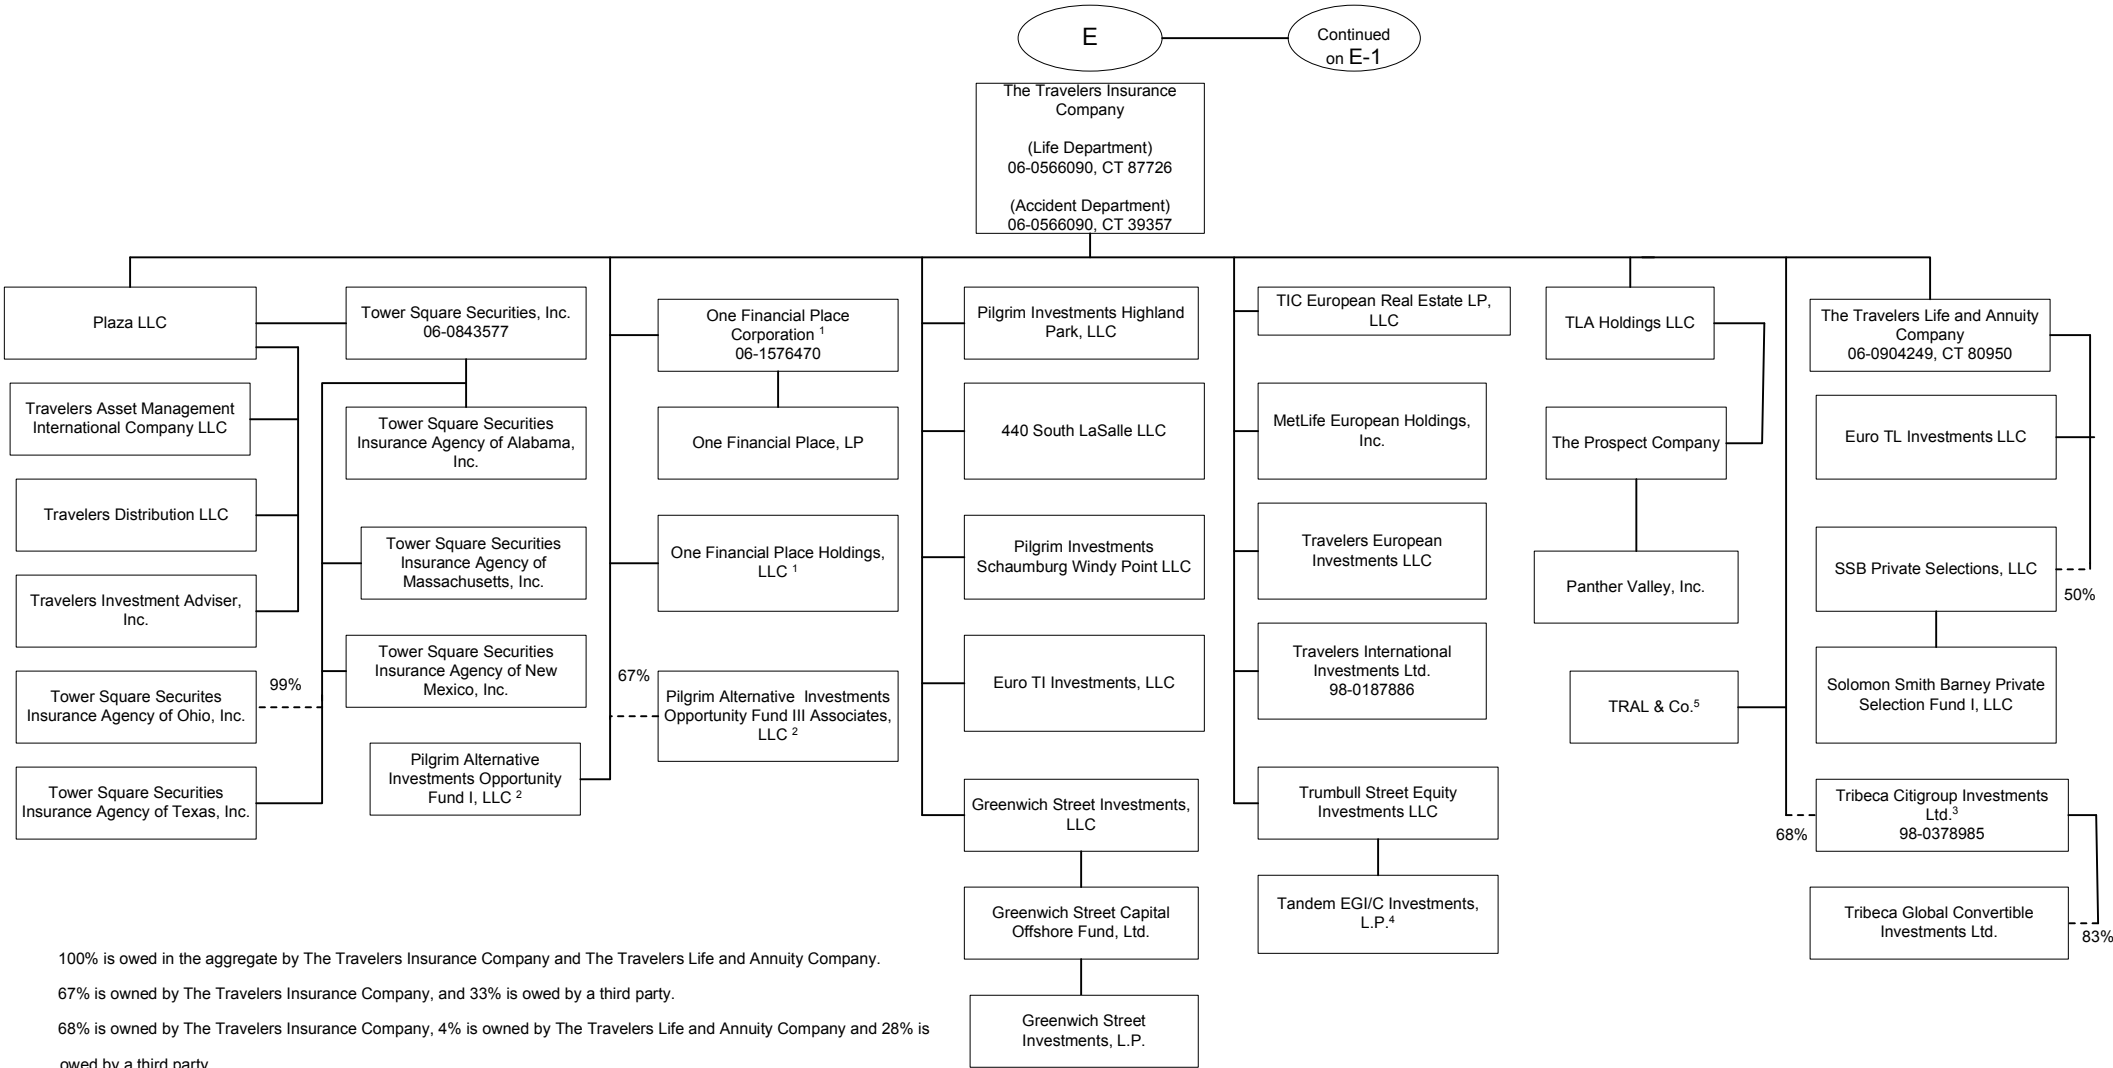 E
Continued
on E-1
The Travelers Insurance
Company
(Life Department)
06-0566090, CT 87726
(Accident Department)
06-0566090, CT 39357
Plaza LLC
Travelers Asset Management
International Company LLC
Travelers Distribution LLC
Travelers Investment Adviser,
Inc.
99%
Tower Square Securites
Insurance Agency of Ohio, Inc.
Tower Square Securities
Insurance Agency of Texas, Inc.
Tower Square Securities, Inc.
06-0843577
Tower Square Securities
Insurance Agency of Alabama,
Inc.
Tower Square Securities
Insurance Agency of
Massachusetts, Inc.
Tower Square Securities
Insurance Agency of New
Mexico, Inc.
Pilgrim Alternative
Investments Opportunity
Fund I, LLC 2
One Financial Place
Corporation 1
06-1576470
One Financial Place, LP
One Financial Place Holdings,
LLC 1
67%
Pilgrim Alternative Investments
Opportunity Fund III Associates,
LLC 2
Pilgrim Investments Highland
Park, LLC
440 South LaSalle LLC
Pilgrim Investments
Schaumburg Windy Point LLC
Euro TI Investments, LLC
Greenwich Street Investments,
LLC
Greenwich Street Capital
Offshore Fund, Ltd.
Greenwich Street
Investments, L.P.
TIC European Real Estate LP,
LLC
MetLife European Holdings,
Inc.
Travelers European
Investments LLC
Travelers International
Investments Ltd.
98-0187886
Trumbull Street Equity
Investments LLC
Tandem EGI/C Investments,
L.P.4
TLA Holdings LLC
The Prospect Company
Panther Valley, Inc.
TRAL & Co.5
The Travelers Life and Annuity
Company
06-0904249, CT 80950
Euro TL Investments LLC
SSB Private Selections, LLC
50%
Solomon Smith Barney Private
Selection Fund I, LLC
68%
Tribeca Citigroup Investments
Ltd.3
98-0378985
Tribeca Global Convertible
Investments Ltd.
83%
100% is owed in the aggregate by The Travelers Insurance Company and The Travelers Life and Annuity Company.
67% is owned by The Travelers Insurance Company, and 33% is owed by a third party.
68% is owned by The Travelers Insurance Company, 4% is owned by The Travelers Life and Annuity Company and 28% is
owed by a third party